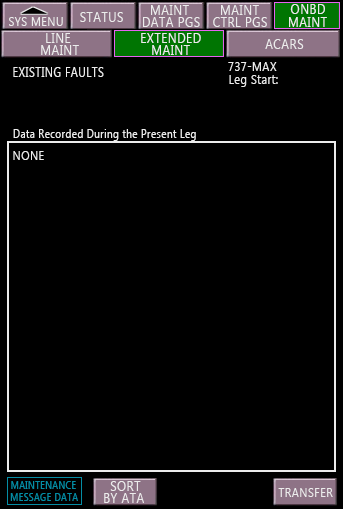 SYS MENU
STATUS
MAINT
DATA PGS
MAINT
CTRL PGS
ONBD
MAINT
LINE
MAINT
EXTENDED
MAINT
ACARS
EXISTING FAULTS
737-MAX
Leg Start:
Data Recorded During the Present Leg
NONE
MAINTENANCE
MESSAGE DATA
SORT
BY ATA
TRANSFER